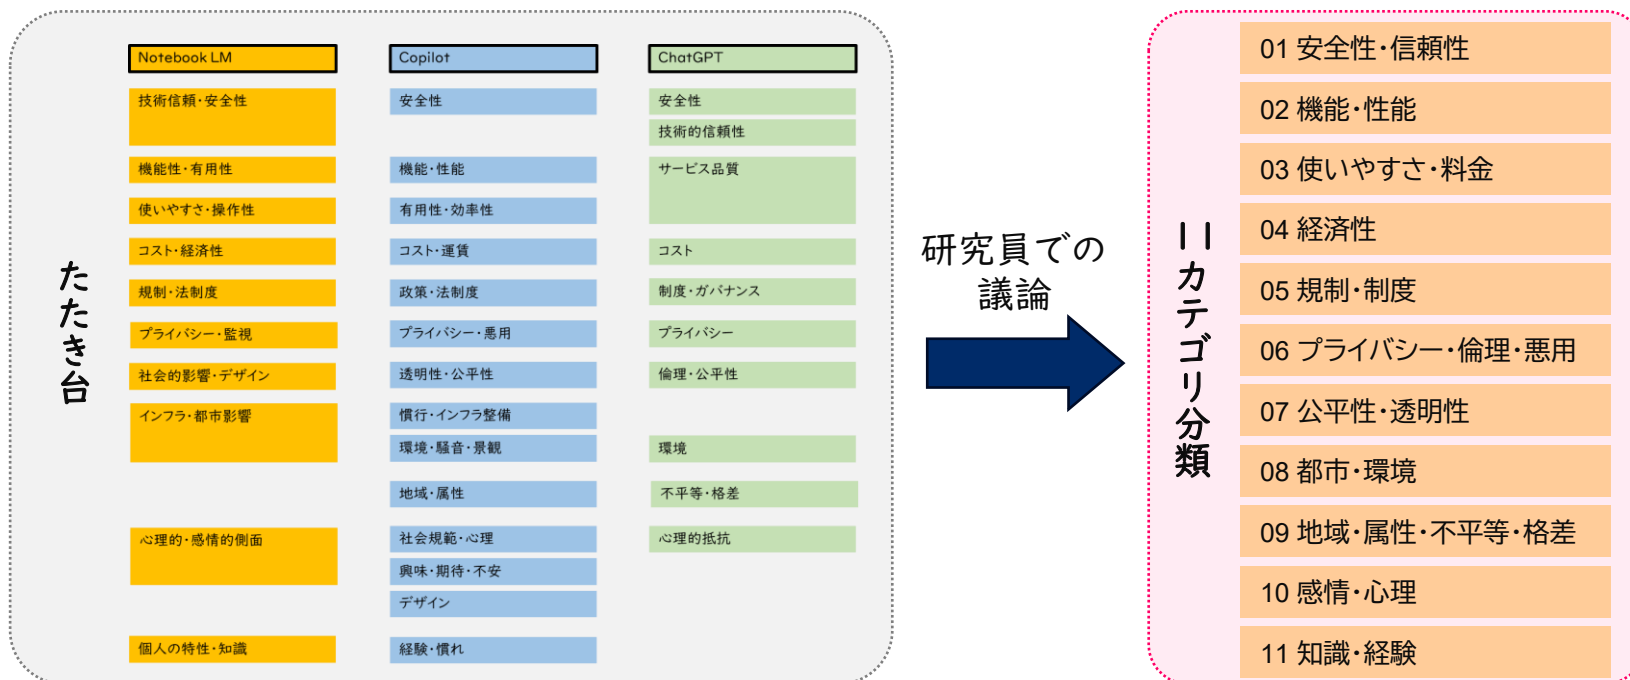 たたき台
Notebook LM
技術信頼・安全性
機能性・有用性
使いやすさ・操作性
コスト・経済性
規制・法制度
プライバシー・監視
社会的影響・デザイン
インフラ・都市影響
心理的・感情的側面
個人の特性・知識
Copilot
安全性
機能・性能
有用性・効率性
コスト・運賃
政策・法制度
プライバシー・悪用
透明性・公平性
慣行・インフラ整備
環境・騒音・景観
地域・属性
社会規範・心理
興味・期待・不安
デザイン
経験・慣れ
ChatGPT
安全性
技術的信頼性
サービス品質
コスト
制度・ガバナンス
プライバシー
倫理・公平性
環境
不平等・格差
心理的抵抗
研究員での
議論
11カテゴリ分類
01 安全性・信頼性
02 機能・性能
03 使いやすさ・料金
04 経済性
05 規制・制度
06 プライバシー・倫理・悪用
07 公平性・透明性
08 都市・環境
09 地域・属性・不平等・格差
10 感情・心理
11 知識・経験